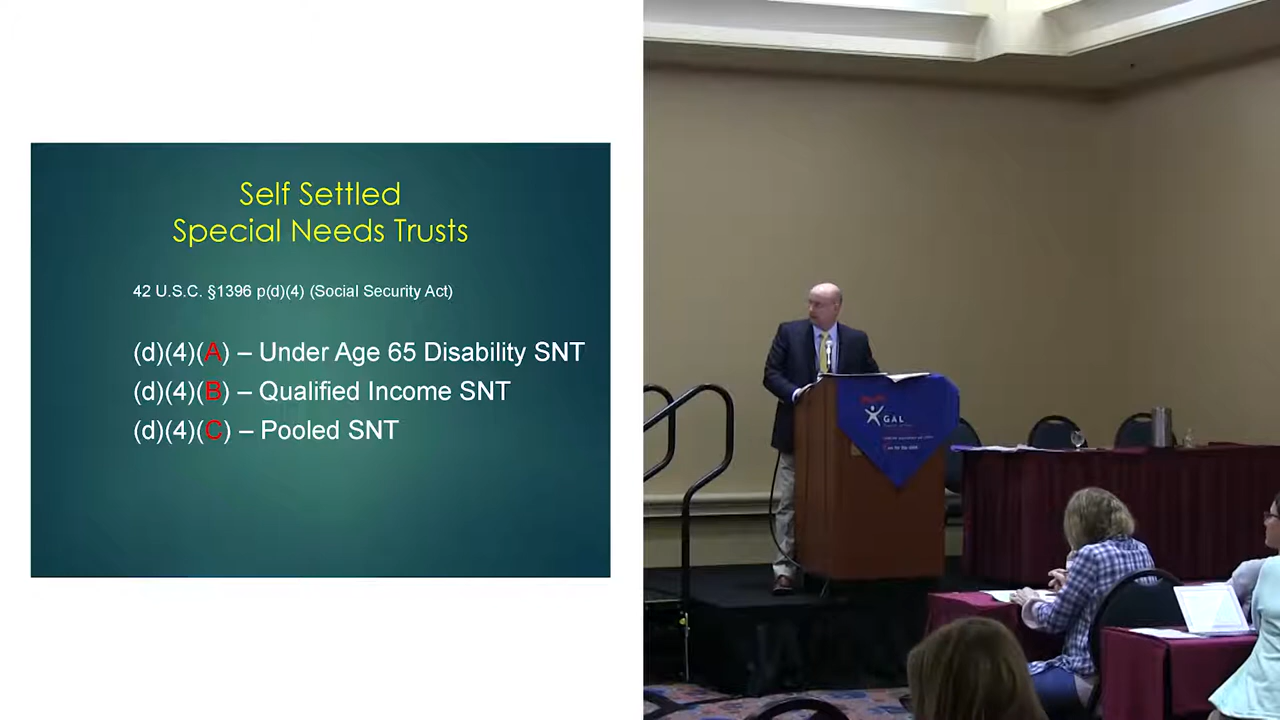 Self Settled
Special Needs Trusts
42 U.S.C. §1396 p(d)(4) (Social Security Act)
(d)(4)(A) – Under Age 65 Disability SNT
(d)(4)(B) – Qualified Income SNT
(d)(4)(C) – Pooled SNT
GAL